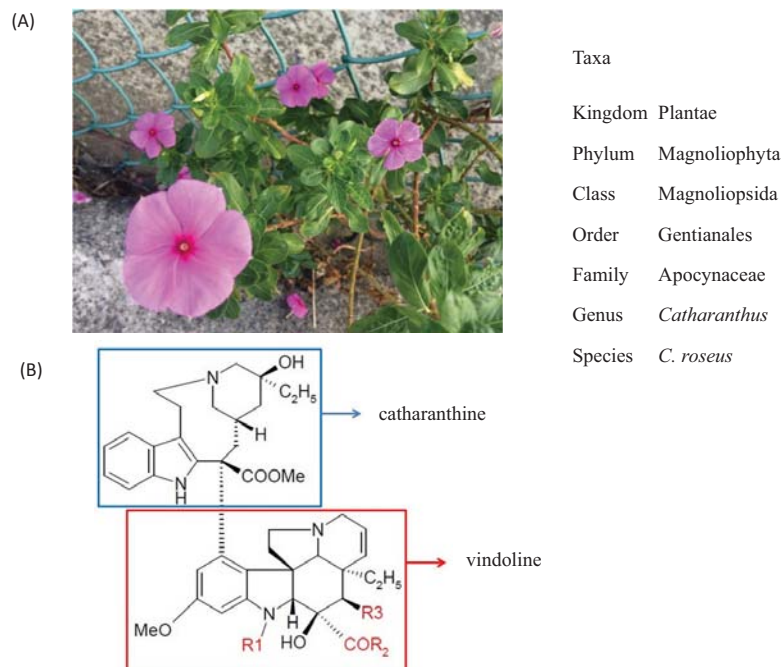 (A)
Taxa
Kingdom Plantae
Phylum Magnoliophyta
Class Magnoliopsida
Order Gentianales
Family Apocynaceae
Genus Catharanthus
Species C. roseus
(B)
OH
N
C₂H₅
H
catharanthine
COOMe
N
H
N
vindoline
C₂H₅
H
R3
MeO
N
HO
R1
COR₂